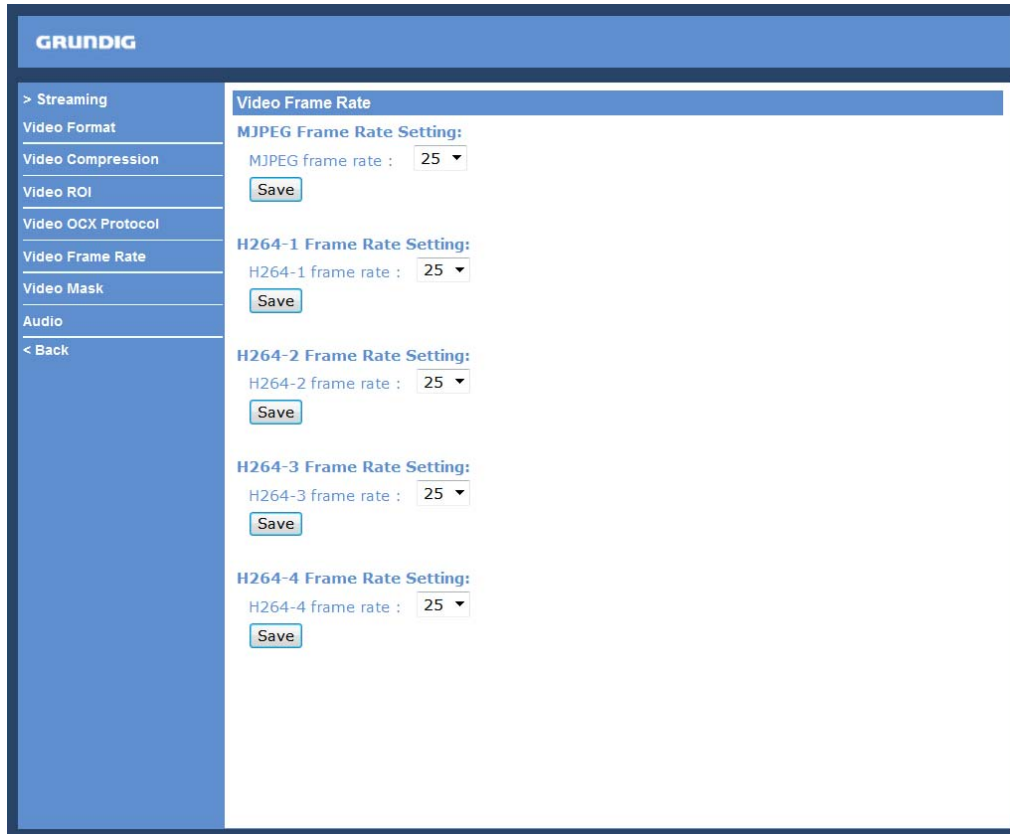 GRUNDIG
> Streaming
Video Format
Video Compression
Video ROI
Video OCX Protocol
Video Frame Rate
Video Mask
Audio
< Back
Video Frame Rate
MJPEG Frame Rate Setting:
MJPEG frame rate : 25
Save
H264-1 Frame Rate Setting:
H264-1 frame rate : 25
Save
H264-2 Frame Rate Setting:
H264-2 frame rate : 25
Save
H264-3 Frame Rate Setting:
H264-3 frame rate : 25
Save
H264-4 Frame Rate Setting:
H264-4 frame rate : 25
Save